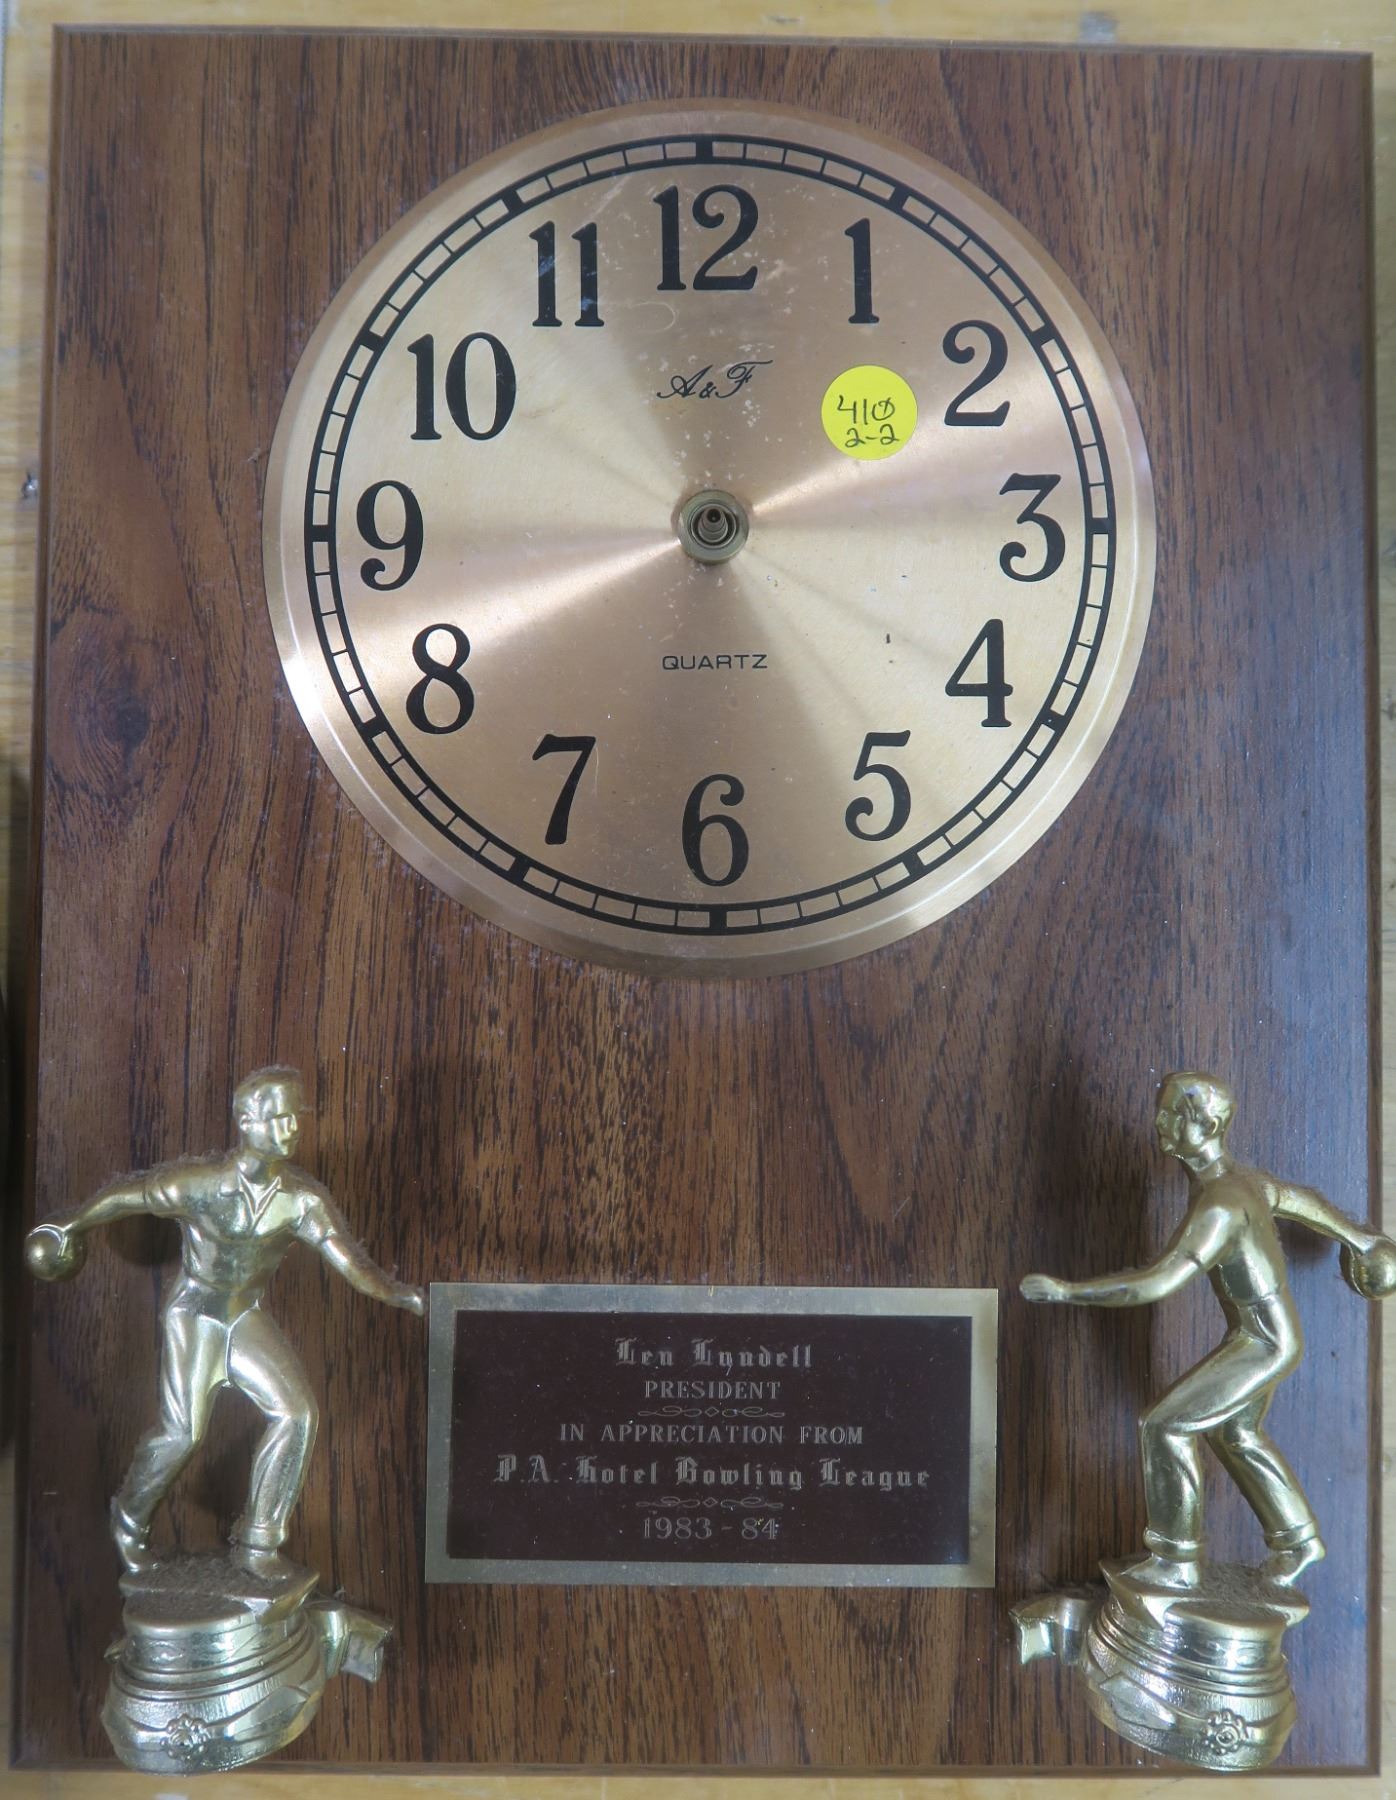 12
11
1
10
2
A&F
410
2-2
9
3
QUARTZ
8
4
7
5
6
Len Lyndell
PRESIDENT
IN APPRECIATION FROM
P.A. Hotel Bowling League
1983 - 84